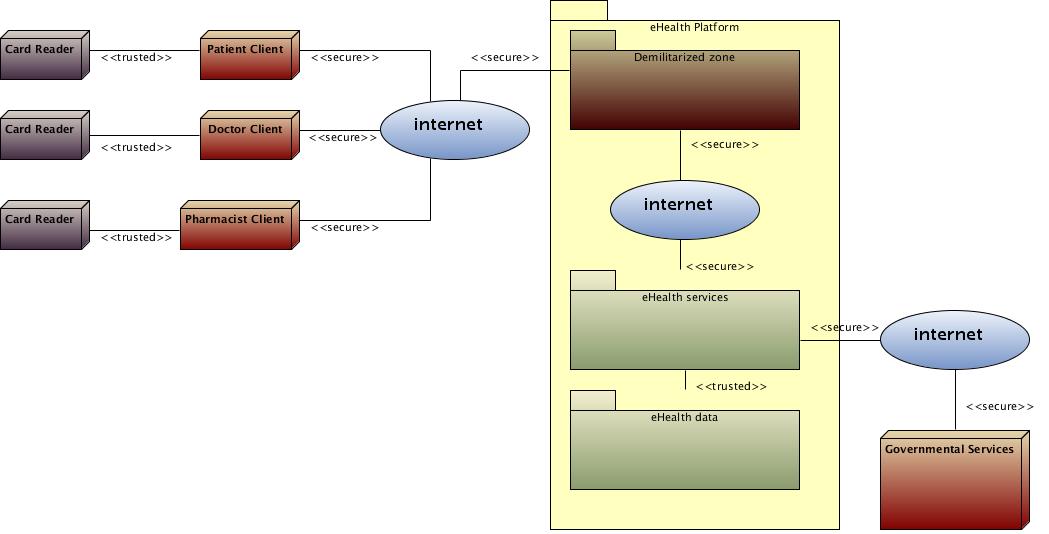 eHealth Platform
Card Reader
<<trusted>>
Patient Client
<<secure>>
<<secure>>
Demilitarized zone
Card Reader
<<trusted>>
Doctor Client
<<secure>>
internet
<<secure>>
Card Reader
<<trusted>>
Pharmacist Client
<<secure>>
internet
<<secure>>
eHealth services
<<secure>>
internet
<<trusted>>
eHealth data
<<secure>>
Governmental Services